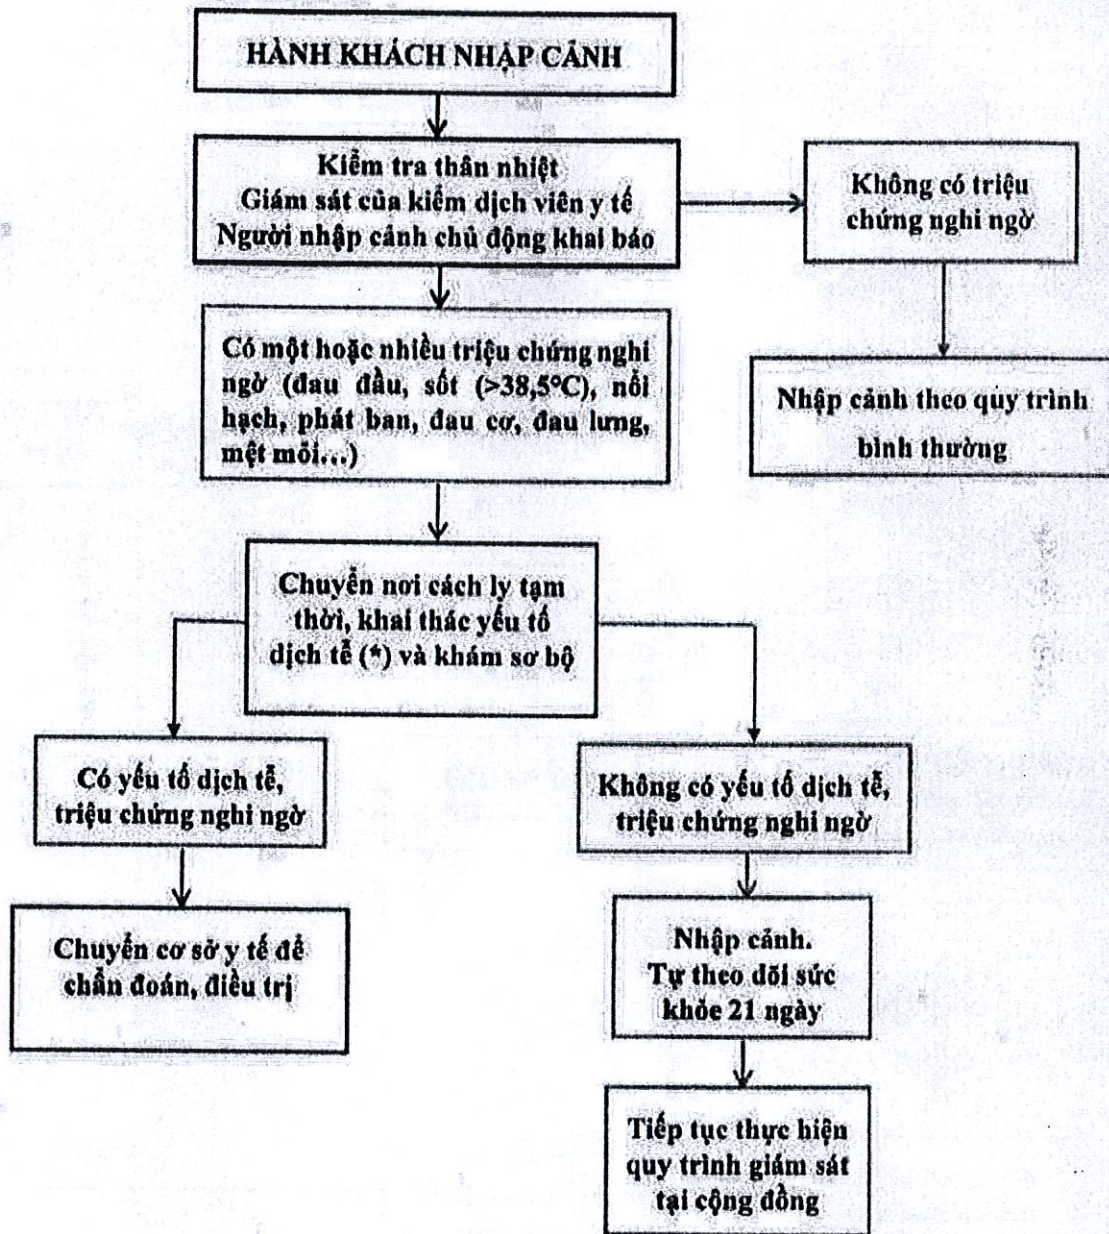 HÀNH KHÁCH NHẬP CẢNH
Kiểm tra thân nhiệt
Giám sát của kiểm dịch viên y tế
Người nhập cảnh chủ động khai báo
Không có triệu
chứng nghi ngờ
Có một hoặc nhiều triệu chứng nghi
ngờ (đau đầu, sốt (>38,5°C), nổi
hạch, phát ban, đau cơ, đau lưng,
mệt mỏi...)
Nhập cảnh theo quy trình
bình thường
Chuyển nơi cách ly tạm
thời, khai thác yếu tố
dịch tễ (*) và khám sơ bộ
Có yếu tố dịch tễ,
triệu chứng nghi ngờ
Không có yếu tố dịch tễ,
triệu chứng nghi ngờ
Chuyển cơ sở y tế để
chẩn đoán, điều trị
Nhập cảnh.
Tự theo dõi sức
khỏe 21 ngày
Tiếp tục thực hiện
quy trình giám sát
tại cộng đồng